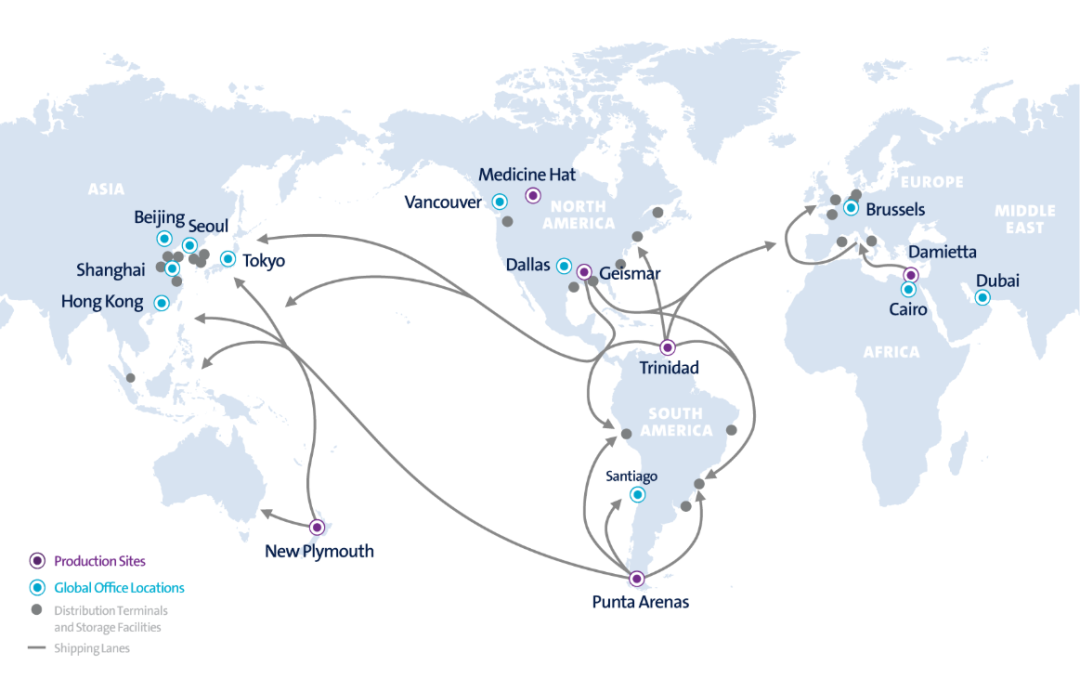 Medicine Hat
ASIA
Vancouver
NORTH
AMERICA
EUROPE
Brussels
MIDDLE
EAST
Beijing
Seoul
Tokyo
Shanghai
Hong Kong
Dallas
Geismar
Damietta
Dubai
Cairo
Trinidad
AFRICA
SOUTH
AMERICA
Santiago
New Plymouth
Punta Arenas
Production Sites
Global Office Locations
Distribution Terminals
and Storage Facilities
Shipping Lanes